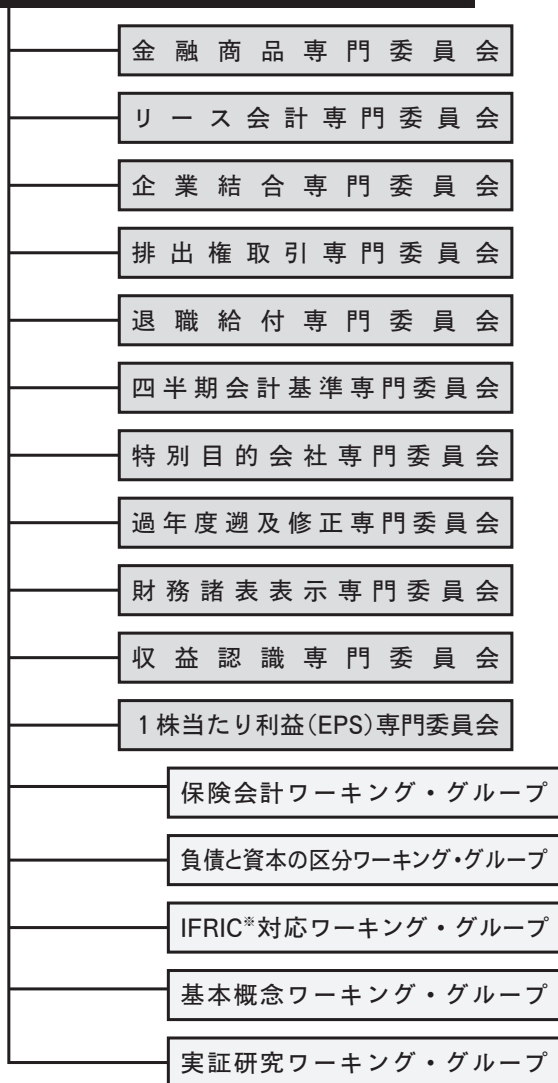 金融商品専門委員会
リース会計専門委員会
企業結合専門委員会
排出権取引専門委員会
退職給付専門委員会
四半期会計基準専門委員会
特別目的会社専門委員会
過年度遡及修正専門委員会
財務諸表表示専門委員会
収益認識専門委員会
1株当たり利益(EPS)専門委員会
保険会計ワーキング・グループ
負債と資本の区分ワーキング・グループ
IFRIC※対応ワーキング・グループ
基本概念ワーキング・グループ
実証研究ワーキング・グループ